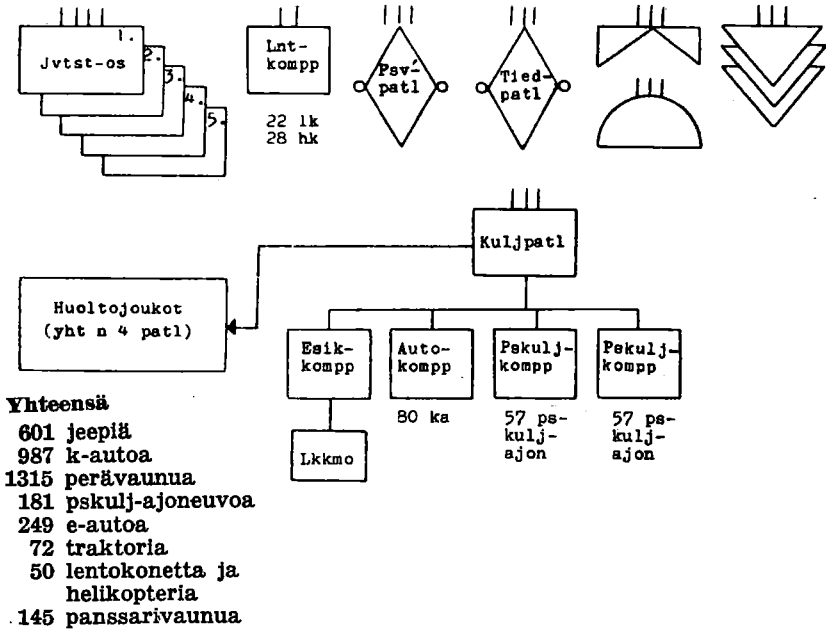 1.
Jvtst-os
2.
3.
4.
5.
Lnt-
kompp
22 lk
28 hk
Psv-
patl
Tied-
patl
Kuljpatl
Huoltojoukot
(yht n 4 patl)
Esik-
kompp
Auto-
kompp
Pskulj-
kompp
Pskulj-
kompp
80 ka
57 ps-
kulj-
ajon
57 ps-
kulj-
ajon
Lkkmo
Yhteensä
601 jeepiä
987 k-autoa
1315 perävaunua
181 pskulj-ajoneuvoa
249 e-autoa
72 traktoria
50 lentokonetta ja
helikopteria
145 panssarivaunua